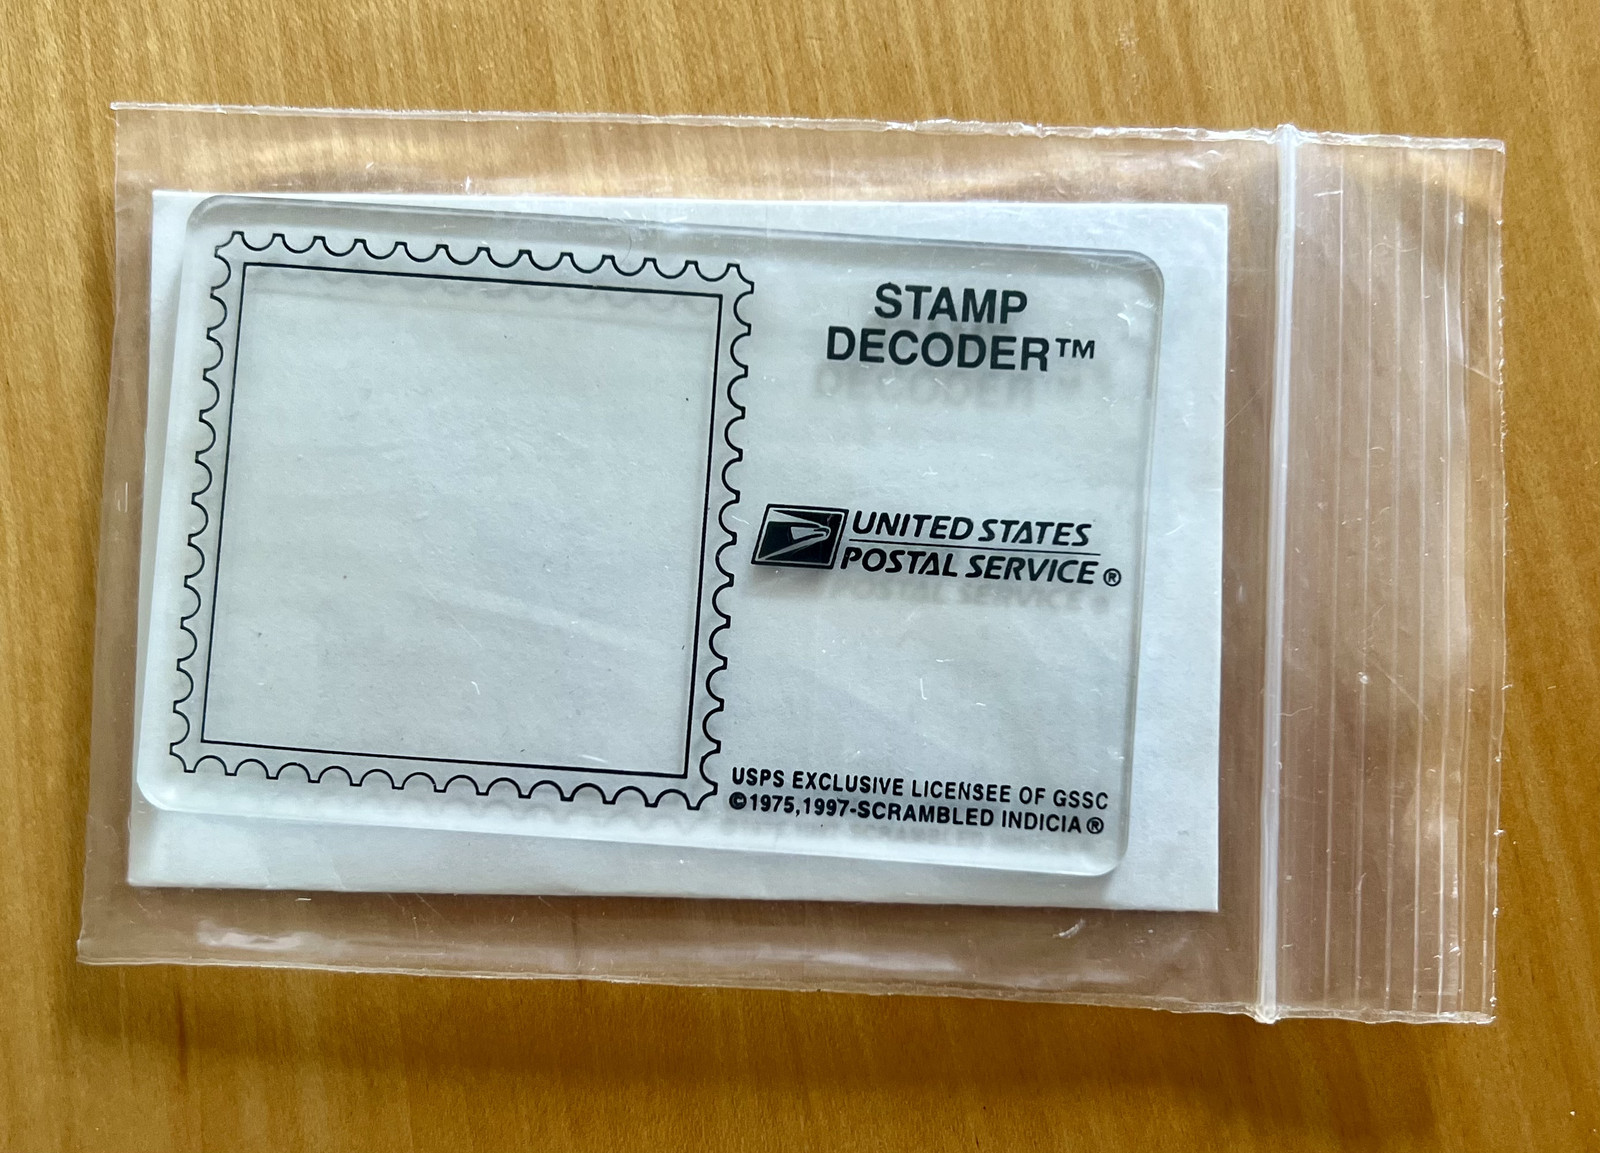 STAMP
DECODER™
UNITED STATES
POSTAL SERVICE®
USPS EXCLUSIVE LICENSEE OF GSSC
©1975,1997-SCRAMBLED INDICIA®